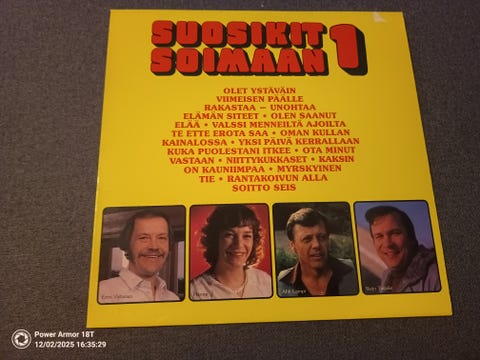 SUOSIKIT
SOIMAAN 1
OLET YSTÄVÄIN
VIIMEISEN PÄÄLLE
RAKASTAA – UNOHTAA
ELÄMÄN SITEET • OLEN SAANUT
ELÄÄ • VALSSI MENNEILTÄ AJOILTA
TE ETTE EROTA SAA • OMAN KULLAN
KAINALOSSA • YKSI PÄIVÄ KERRALLAAN
KUKA PUOLESTANI ITKEE • OTA MINUT
VASTAAN • NIITTYKUKKASET • KAKSIN
ON KAUNIIMPAA • MYRSKYINEN
TIE • RANTAKOIVUN ALLA
SOITTO SEIS
Power Armor 18T
12/02/2025 16:35:29